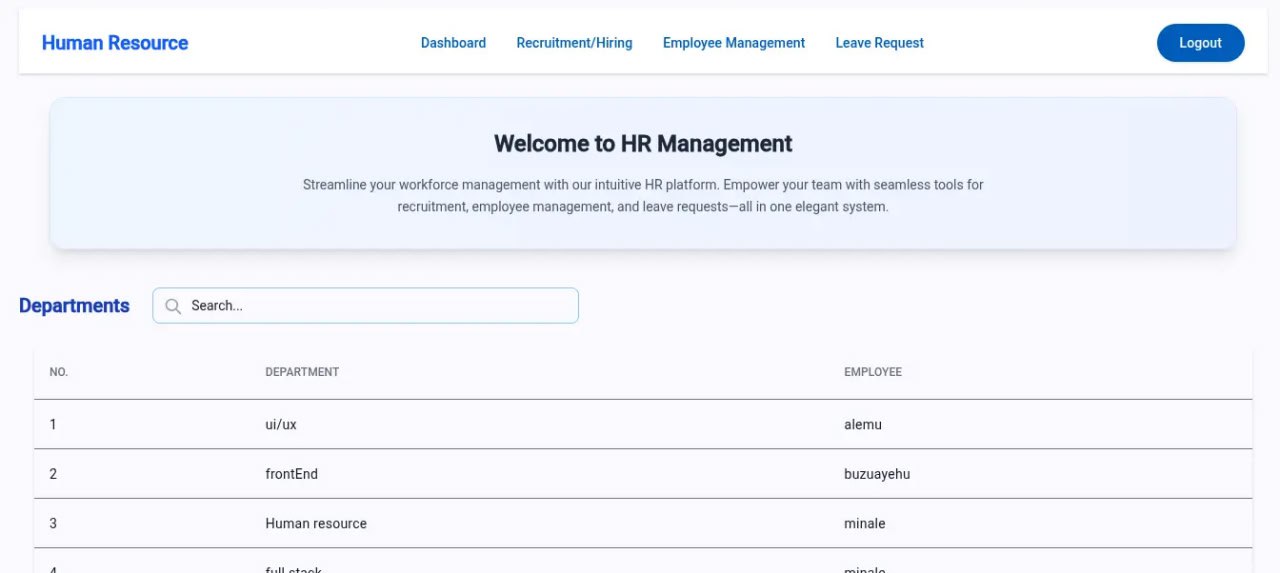 Human Resource
Dashboard Recruitment/Hiring Employee Management Leave Request
Logout
Welcome to HR Management
Streamline your workforce management with our intuitive HR platform. Empower your team with seamless tools for
recruitment, employee management, and leave requests—all in one elegant system.
Departments
Search...
NO. DEPARTMENT EMPLOYEE
1 ui/ux alemu
2 frontEnd buzuayehu
3 Human resource minale
4 full stack minale